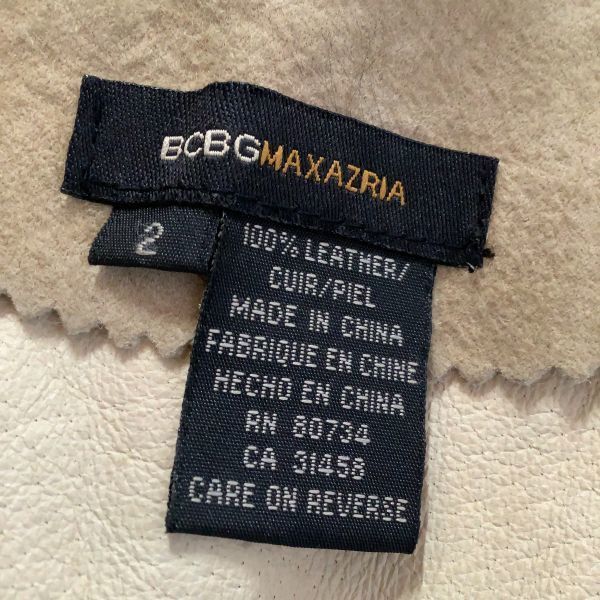 BCBGMAXAZRIA
2
100% LEATHER/
CUIR/PIEL
MADE IN CHINA
FABRIQUE EN CHINE
HECHO EN CHINA
RN 80734
CA 31458
CARE ON REVERSE